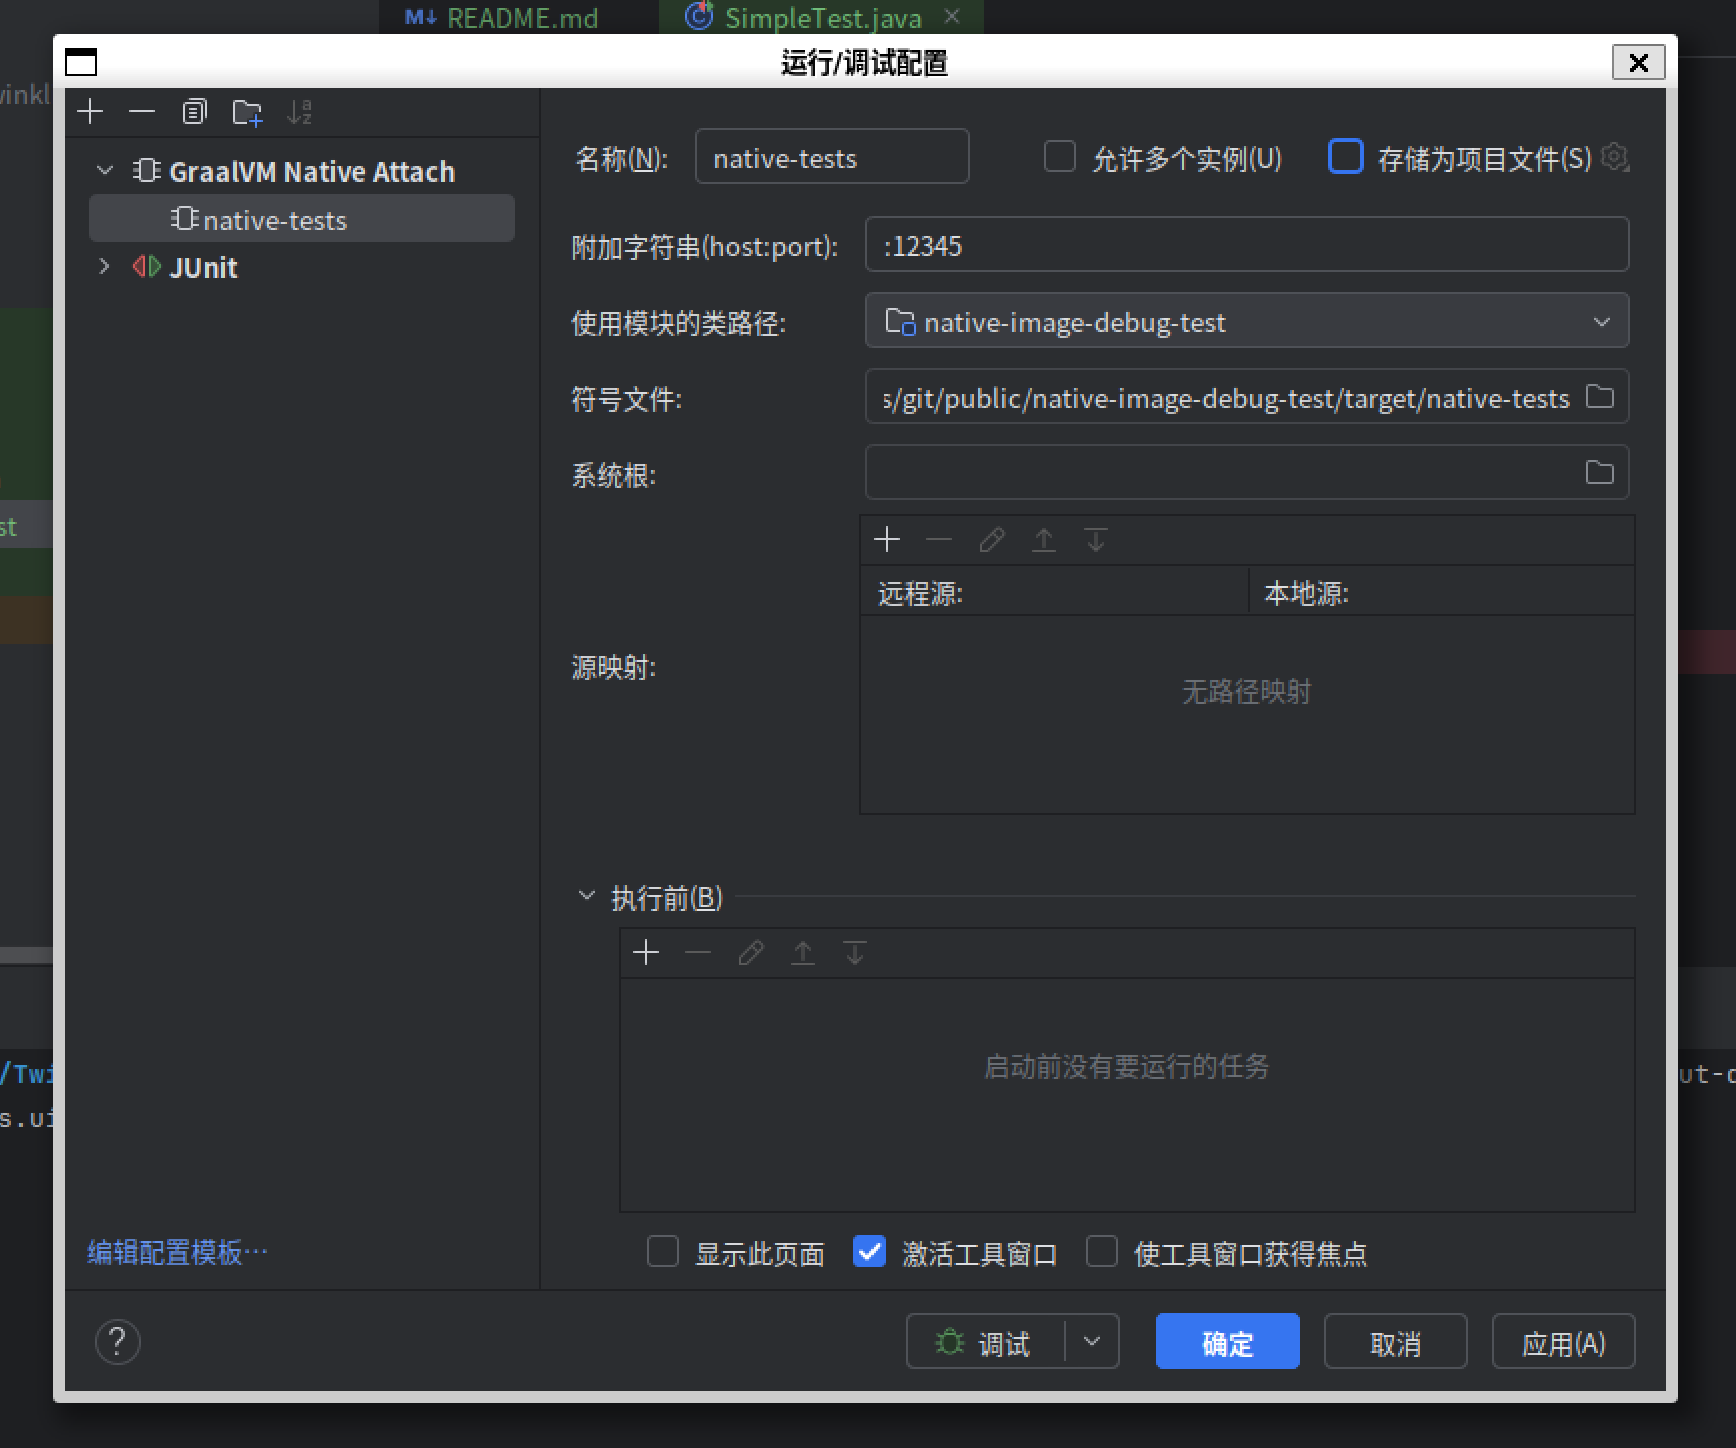 README.md
SimpleTest.java
运行/调试配置
GraalVM Native Attach
native-tests
JUnit
编辑配置模板…
名称(N):
native-tests
允许多个实例(U)
存储为项目文件(S)
附加字符串(host:port):
:12345
使用模块的类路径:
native-image-debug-test
符号文件:
s/git/public/native-image-debug-test/target/native-tests
系统根:
源映射:
远程源:
本地源:
无路径映射
执行前(B)
启动前没有要运行的任务
显示此页面
激活工具窗口
使工具窗口获得焦点
?
调试
确定
取消
应用(A)